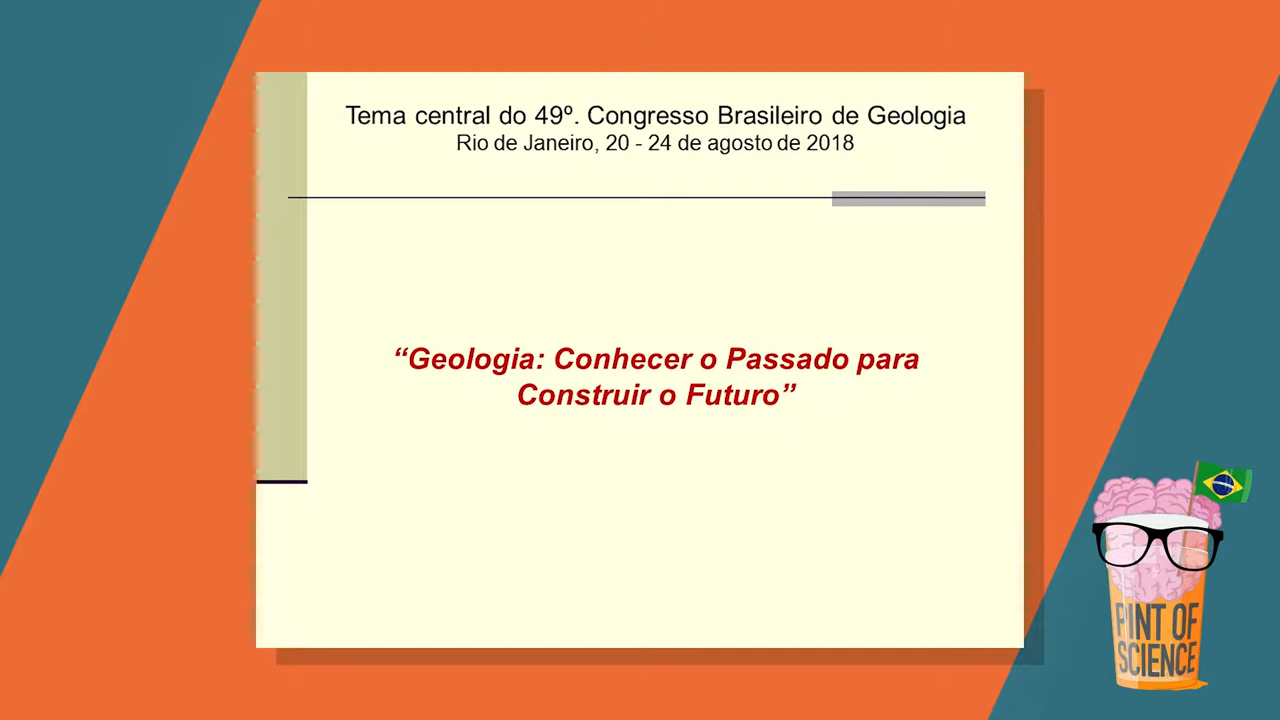 Tema central do 49º. Congresso Brasileiro de Geologia
Rio de Janeiro, 20 - 24 de agosto de 2018
“Geologia: Conhecer o Passado para
Construir o Futuro”
PINT OF
SCIENCE